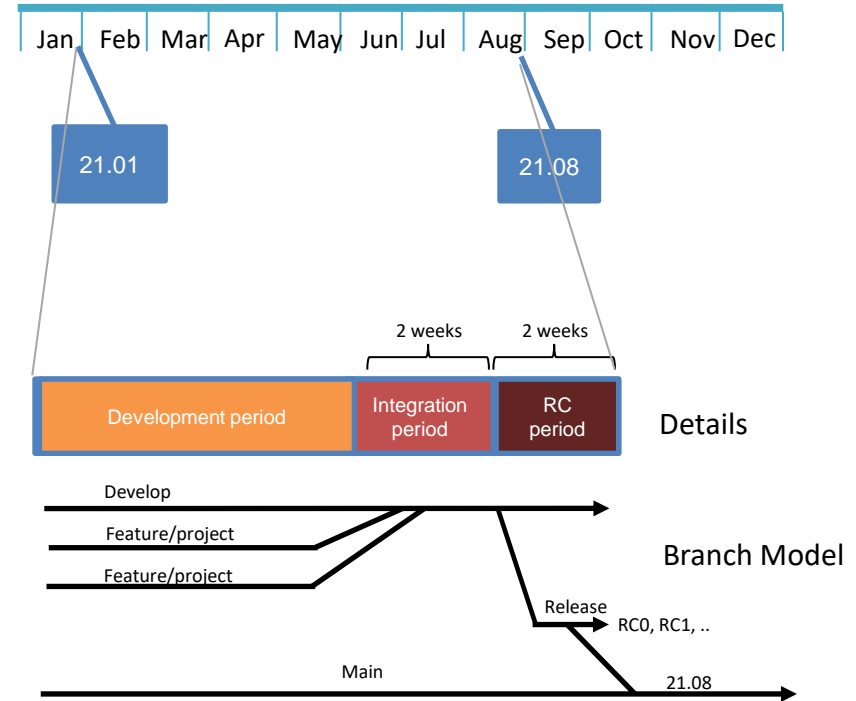 Jan Feb Mar Apr May Jun Jul Aug Sep Oct Nov Dec
21.01
21.08
2 weeks
2 weeks
Development period
Integration
period
RC
period
Details
Develop
Feature/project
Feature/project
Branch Model
Release
RC0, RC1, ..
Main
21.08